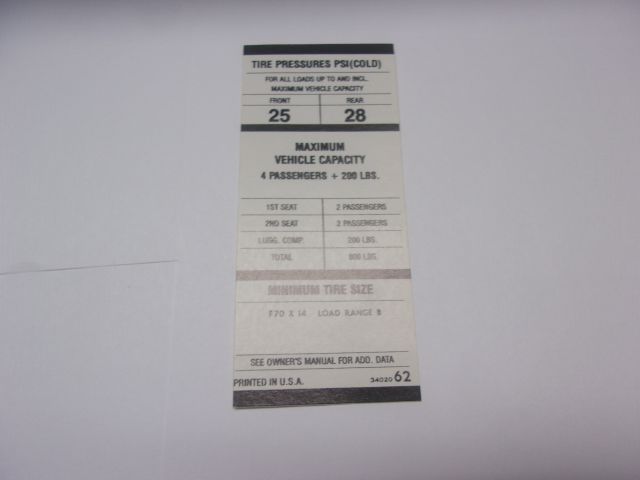 TIRE PRESSURES PSI(COLD)
FOR ALL LOADS UP TO AND INCL.
MAXIMUM VEHICLE CAPACITY
FRONT REAR
25 28
MAXIMUM
VEHICLE CAPACITY
4 PASSENGERS + 200 LBS.
1ST SEAT 2 PASSENGERS
2ND SEAT 2 PASSENGERS
LUGG. COMP. 200 LBS.
TOTAL 800 LBS.
MINIMUM TIRE SIZE
F70 X 14 LOAD RANGE B
SEE OWNER'S MANUAL FOR ADD. DATA
PRINTED IN U.S.A. 34020 62